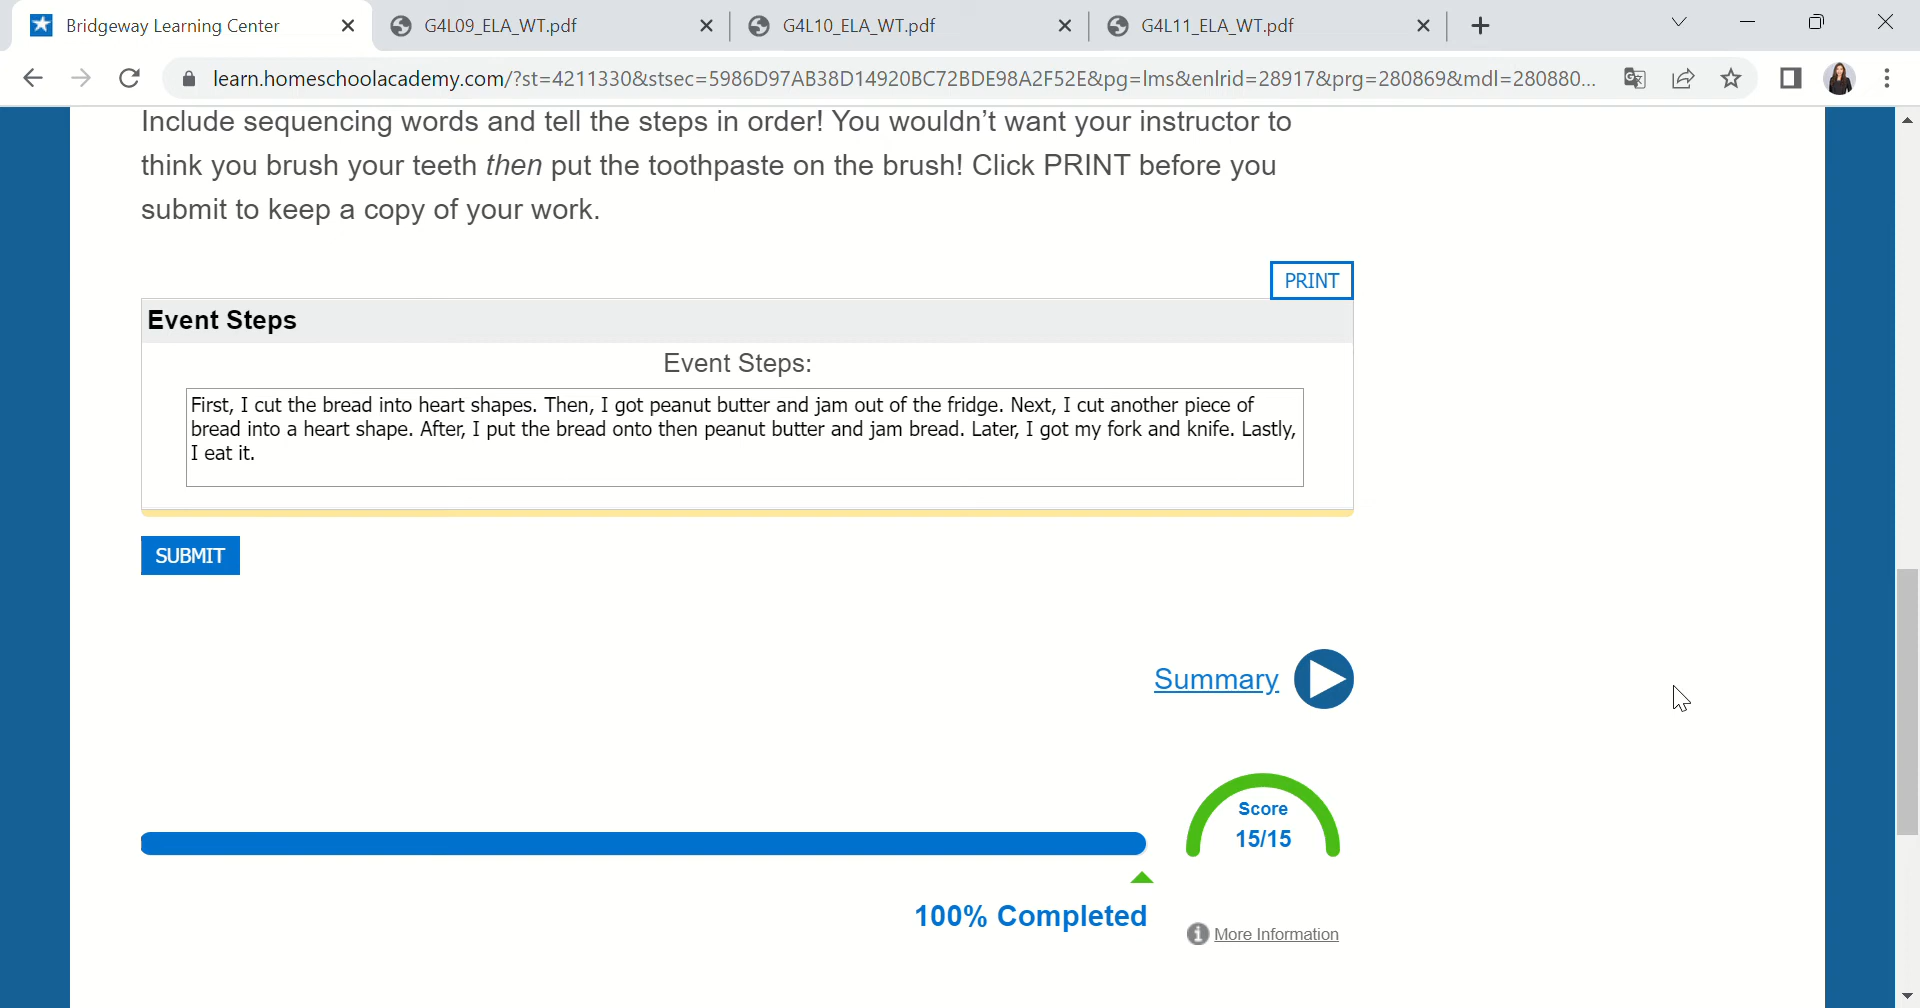 Bridgeway Learning Center
G4L09_ELA_WT.pdf
G4L10_ELA_WT.pdf
G4L11_ELA_WT.pdf
learn.homeschoolacademy.com/?st=4211330&stsec=5986D97AB38D14920BC72BDE98A2F52E&pg=lms&enlrid=28917&prg=280869&mdl=280880...
Include sequencing words and tell the steps in order! You wouldn’t want your instructor to
think you brush your teeth then put the toothpaste on the brush! Click PRINT before you
submit to keep a copy of your work.
PRINT
Event Steps
Event Steps:
First, I cut the bread into heart shapes. Then, I got peanut butter and jam out of the fridge. Next, I cut another piece of
bread into a heart shape. After, I put the bread onto then peanut butter and jam bread. Later, I got my fork and knife. Lastly,
I eat it.
SUBMIT
Summary
Score
15/15
100% Completed
More Information